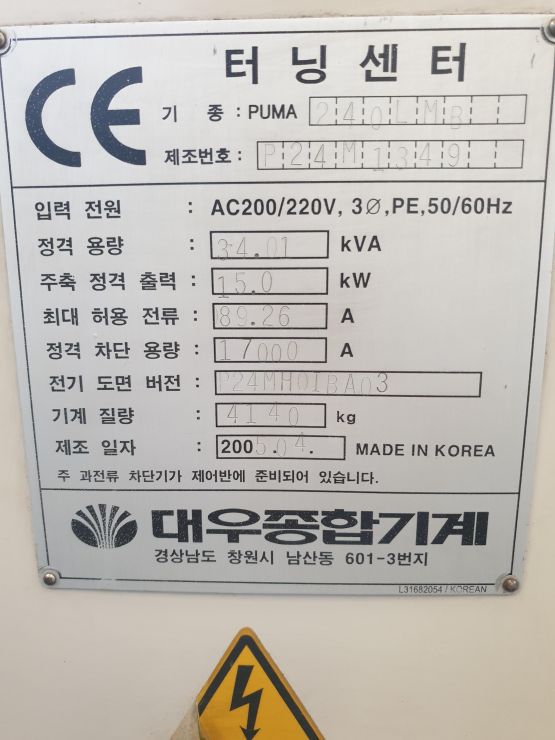 CE
터닝센터
기 종 : PUMA 240LMB
제조번호 : P24M1349
입력 전원 : AC200/220V, 3Ø,PE,50/60Hz
정격 용량 : 34.01 kVA
주축 정격 출력 : 15.0 kW
최대 허용 전류 : 89.26 A
정격 차단 용량 : 17000 A
전기 도면 버전 : P24MH01BA03
기계 질량 : 4140 kg
제조 일자 : 2005.04. MADE IN KOREA
주 과전류 차단기가 제어반에 준비되어 있습니다.
대우종합기계
경상남도 창원시 남산동 601-3번지
L31682054 / KOREAN